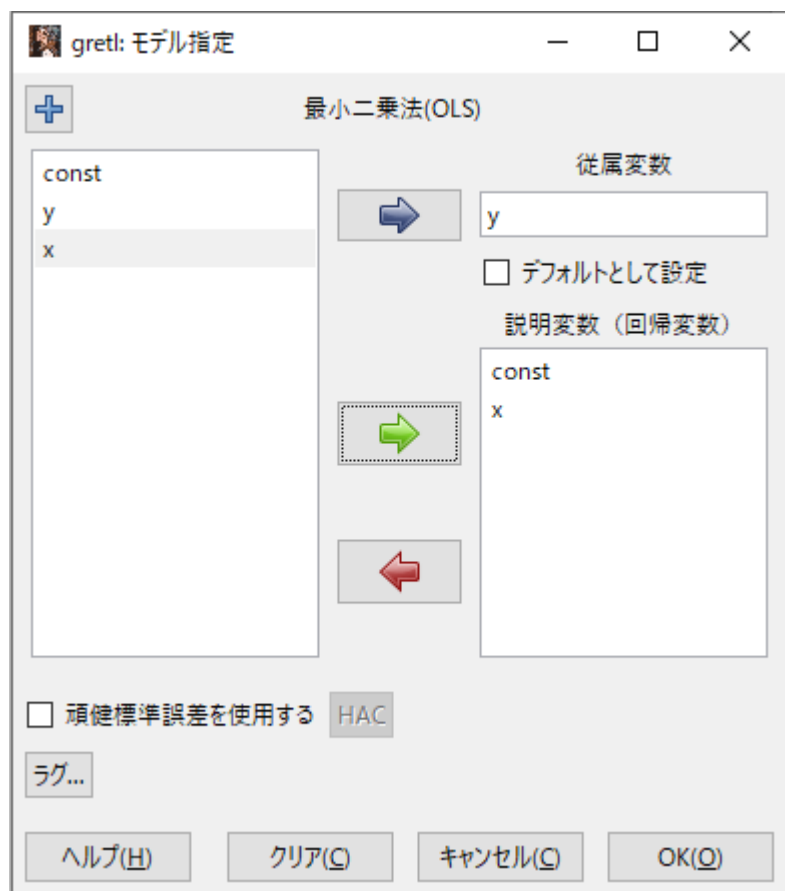 gretl: モデル指定
最小二乗法(OLS)
const
y
x
従属変数
y
デフォルトとして設定
説明変数（回帰変数）
const
x
頑健標準誤差を使用する
HAC
ラグ...
ヘルプ(H)
クリア(C)
キャンセル(C)
OK(O)